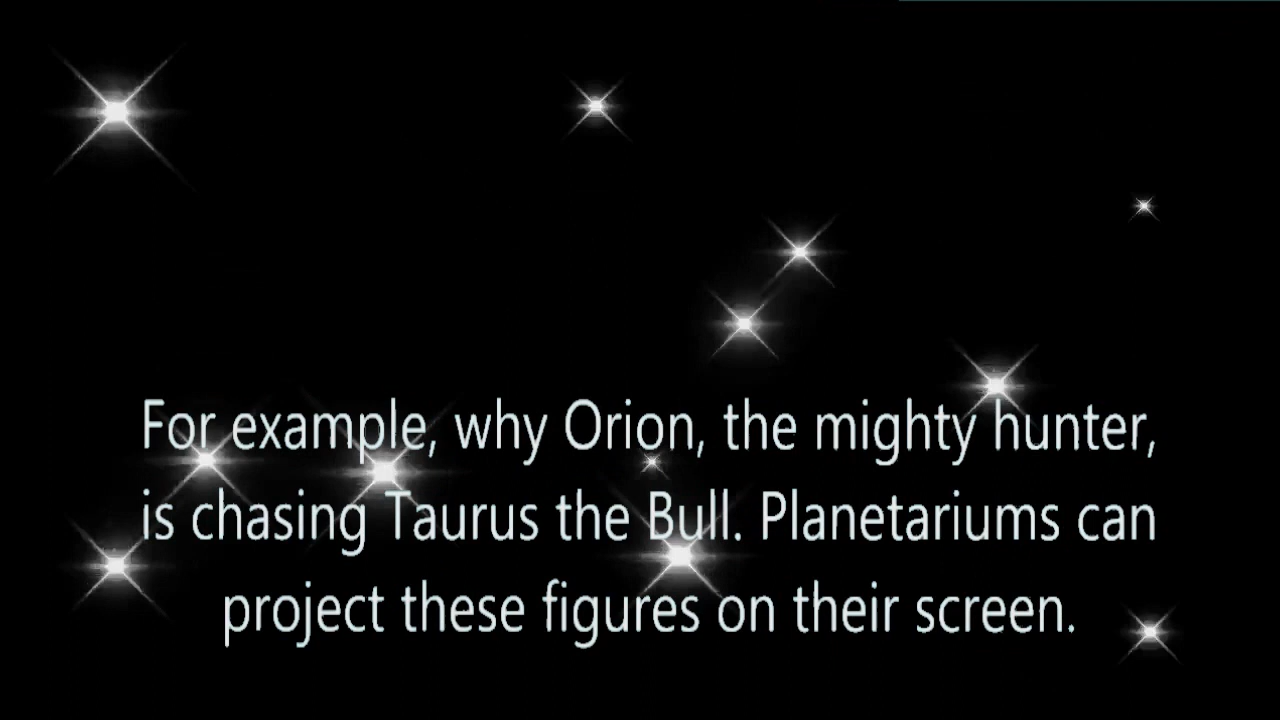 For example, why Orion, the mighty hunter,
is chasing Taurus the Bull. Planetariums can
project these figures on their screen.